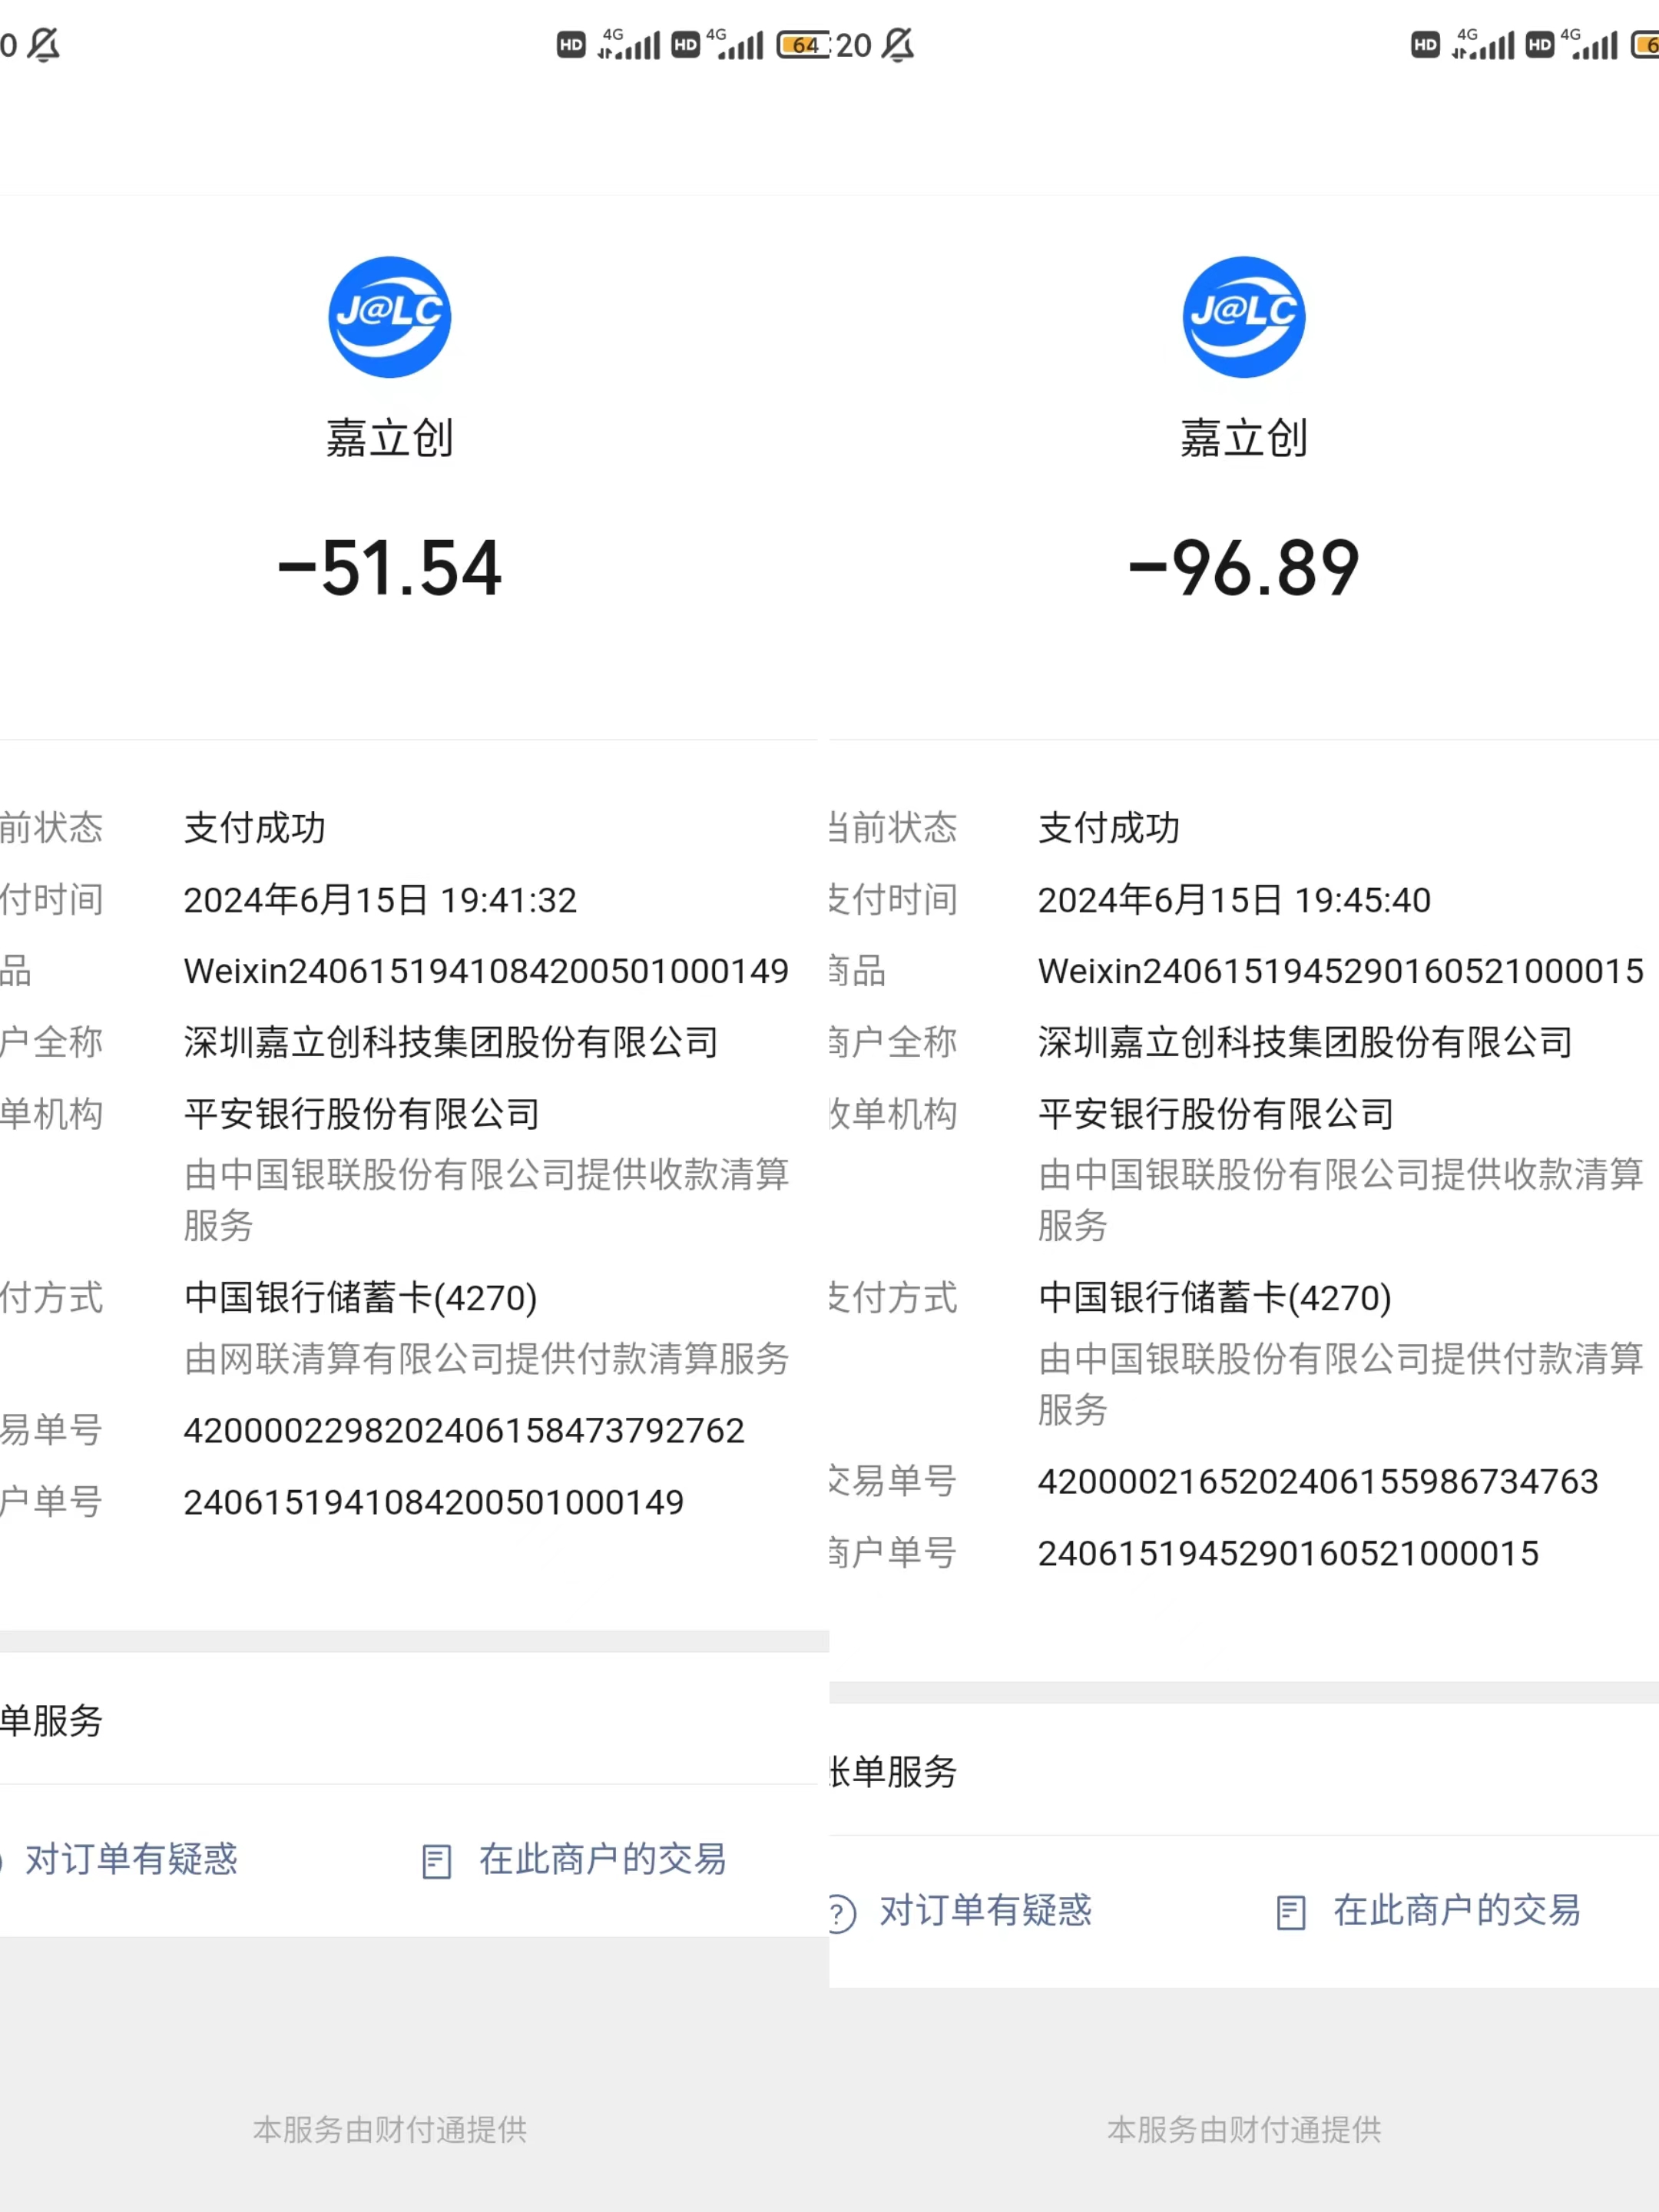 0
HD 4G HD 4G 64
J@LC
嘉立创
-51.54
前状态 支付成功
付时间 2024年6月15日 19:41:32
品 Weixin2406151941084200501000149
户全称 深圳嘉立创科技集团股份有限公司
单机构 平安银行股份有限公司
由中国银联股份有限公司提供收款清算
服务
付方式 中国银行储蓄卡(4270)
由网联清算有限公司提供付款清算服务
易单号 4200002298202406158473792762
户单号 2406151941084200501000149
单服务
对订单有疑惑 在此商户的交易
本服务由财付通提供
:20
HD 4G HD 4G 6
J@LC
嘉立创
-96.89
当前状态 支付成功
支付时间 2024年6月15日 19:45:40
商品 Weixin2406151945290160521000015
商户全称 深圳嘉立创科技集团股份有限公司
收单机构 平安银行股份有限公司
由中国银联股份有限公司提供收款清算
服务
支付方式 中国银行储蓄卡(4270)
由中国银联股份有限公司提供付款清算
服务
交易单号 4200002165202406155986734763
商户单号 2406151945290160521000015
账单服务
? 对订单有疑惑 在此商户的交易
本服务由财付通提供